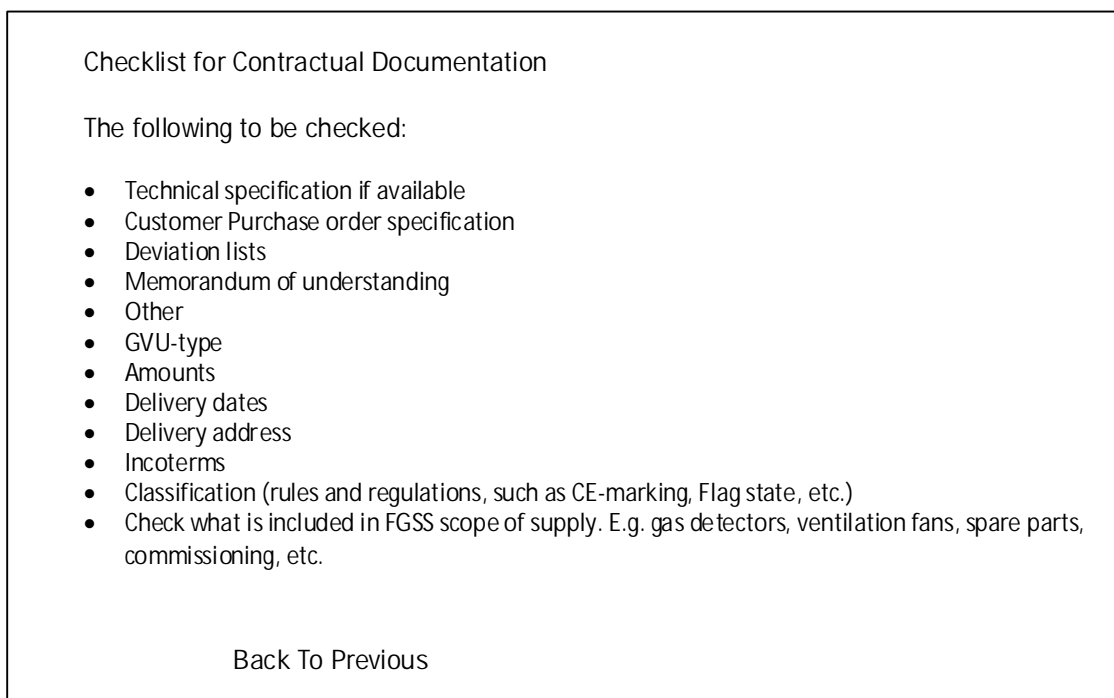 Checklist for Contractual Documentation
The following to be checked:
• Technical specification if available
• Customer Purchase order specification
• Deviation lists
• Memorandum of understanding
• Other
• GVU-type
• Amounts
• Delivery dates
• Delivery address
• Incoterms
• Classification (rules and regulations, such as CE-marking, Flag state, etc.)
• Check what is included in FGSS scope of supply. E.g. gas detectors, ventilation fans, spare parts,
commissioning, etc.
Back To Previous